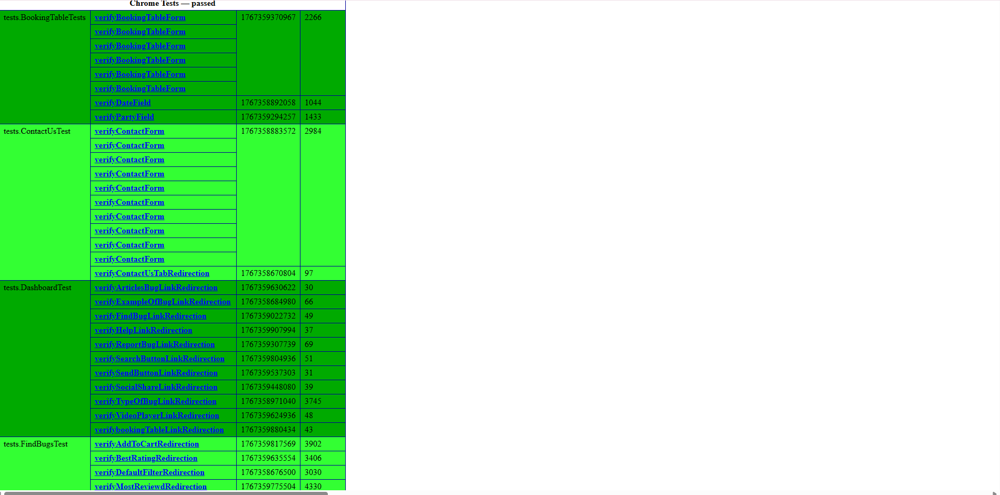 Chrome Tests — passed
tests.BookingTableTests verifyBookingTableForm 1767359370967 2266
verifyBookingTableForm
verifyBookingTableForm
verifyBookingTableForm
verifyBookingTableForm
verifyBookingTableForm
verifyDateField 1767358892058 1044
verifyPartyField 1767359294257 1433
tests.ContactUsTest verifyContactForm 1767358883572 2984
verifyContactForm
verifyContactForm
verifyContactForm
verifyContactForm
verifyContactForm
verifyContactForm
verifyContactForm
verifyContactForm
verifyContactForm
verifyContactUsTabRedirection 1767358670804 97
tests.DashboardTest verifyArticlesBugLinkRedirection 1767359630622 30
verifyExampleOfBugLinkRedirection 1767358684980 66
verifyFindBugLinkRedirection 1767359022732 49
verifyHelpLinkRedirection 1767359907994 37
verifyReportBugLinkRedirection 1767359307739 69
verifySearchButtonLinkRedirection 1767359804936 51
verifySendButtonLinkRedirection 1767359537303 31
verifySocialShareLinkRedirection 1767359448080 39
verifyTypeOfBugLinkRedirection 1767358971040 3745
verifyVideoPlayerLinkRedirection 1767359624936 48
verifybookingTableLinkRedirection 1767359880434 43
tests.FindBugsTest verifyAddToCartRedirection 1767359817569 3902
verifyBestRatingRedirection 1767359635554 3406
verifyDefaultFilterRedirection 1767358676500 3030
verifyMostReviewdRedirection 1767359775504 4330